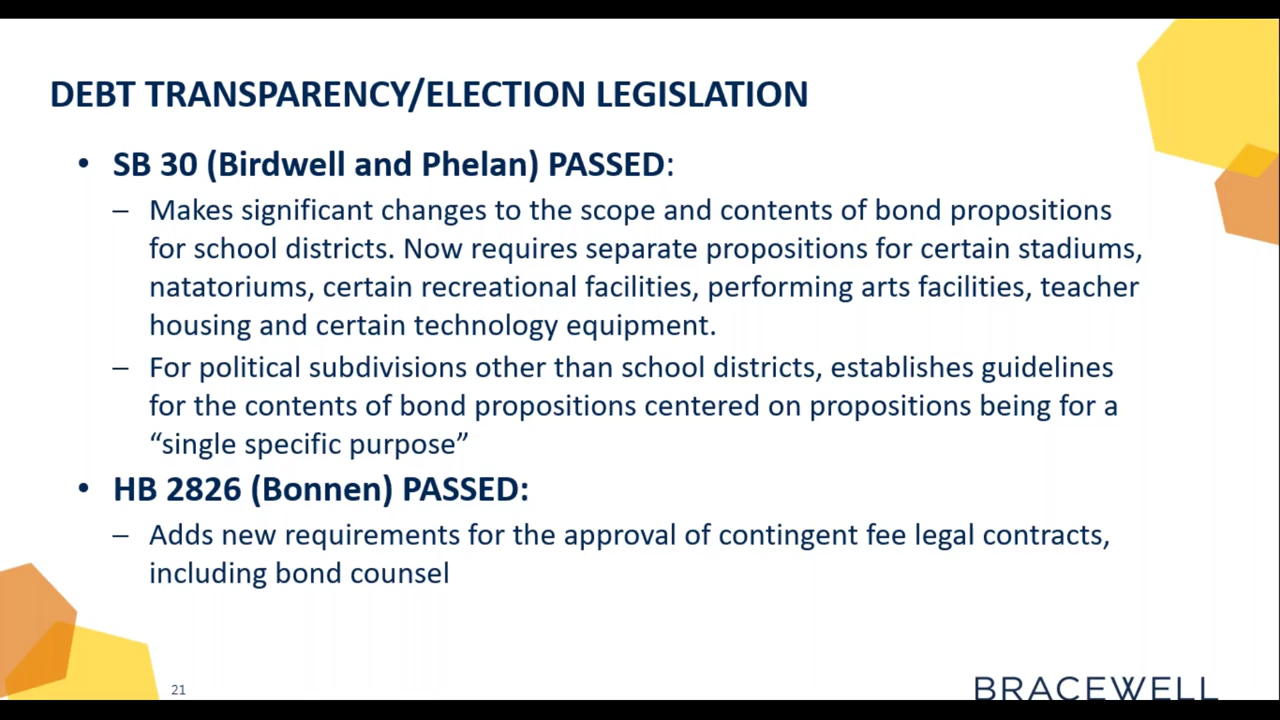 DEBT TRANSPARENCY/ELECTION LEGISLATION
• SB 30 (Birdwell and Phelan) PASSED:
– Makes significant changes to the scope and contents of bond propositions
for school districts. Now requires separate propositions for certain stadiums,
natatoriums, certain recreational facilities, performing arts facilities, teacher
housing and certain technology equipment.
– For political subdivisions other than school districts, establishes guidelines
for the contents of bond propositions centered on propositions being for a
“single specific purpose”
• HB 2826 (Bonnen) PASSED:
– Adds new requirements for the approval of contingent fee legal contracts,
including bond counsel
21
BRACEWELL